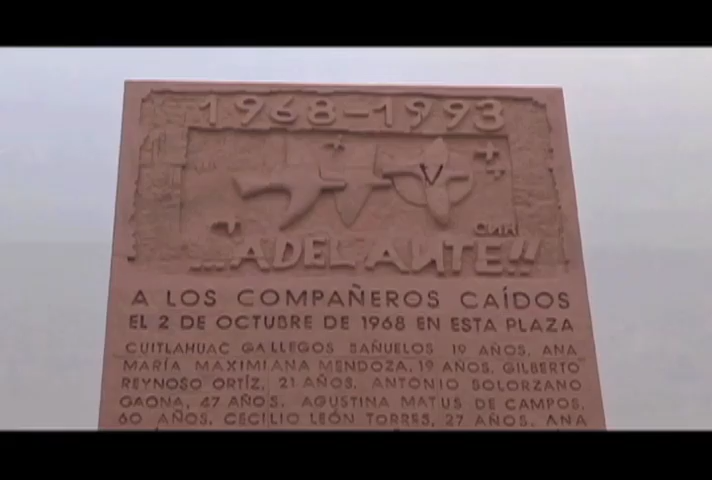 1968-1993
CUH
..."ADELANTE"
A LOS COMPAÑEROS CAÍDOS
EL 2 DE OCTUBRE DE 1968 EN ESTA PLAZA
CUITLAHUAC GALLEGOS BAÑUELOS 19 AÑOS. ANA
MARÍA MAXIMIANA MENDOZA, 19 AÑOS. GILBERTO
REYNOSO ORTÍZ, 21 AÑOS. ANTONIO SOLORZANO
GAONA, 47 AÑOS. AGUSTINA MATUS DE CAMPOS,
60 AÑOS. CECILIO LEÓN TORRES, 27 AÑOS. ANA